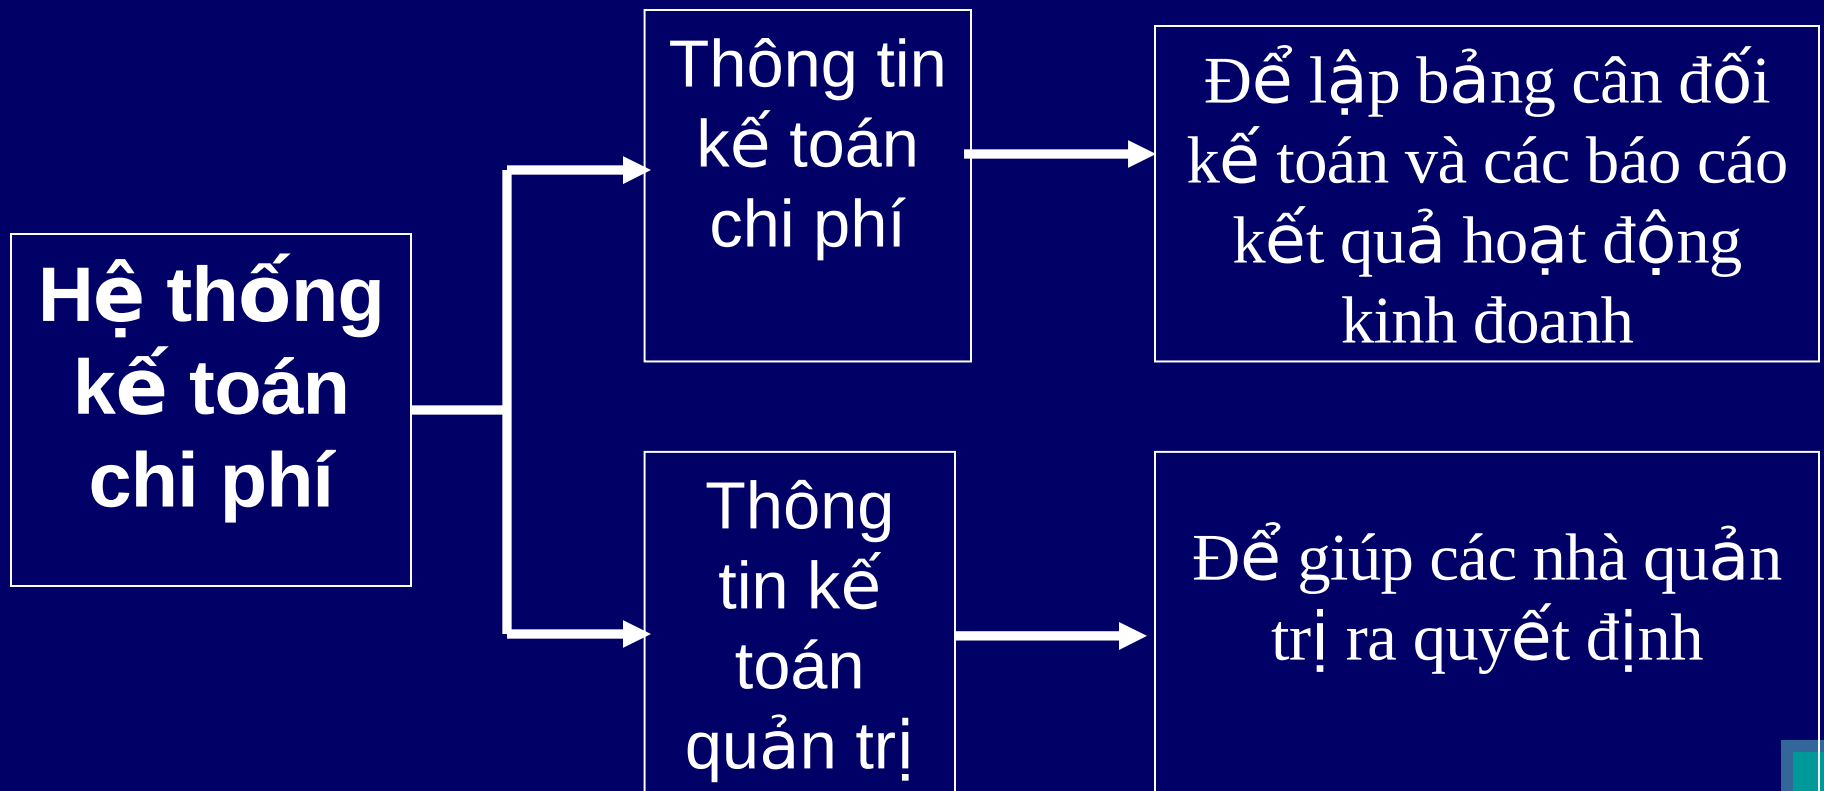 Hệ thống
kế toán
chi phí
Thông tin
kế toán
chi phí
Để lập bảng cân đối
kế toán và các báo cáo
kết quả hoạt động
kinh đoanh
Thông
tin kế
toán
quản trị
Để giúp các nhà quản
trị ra quyết định